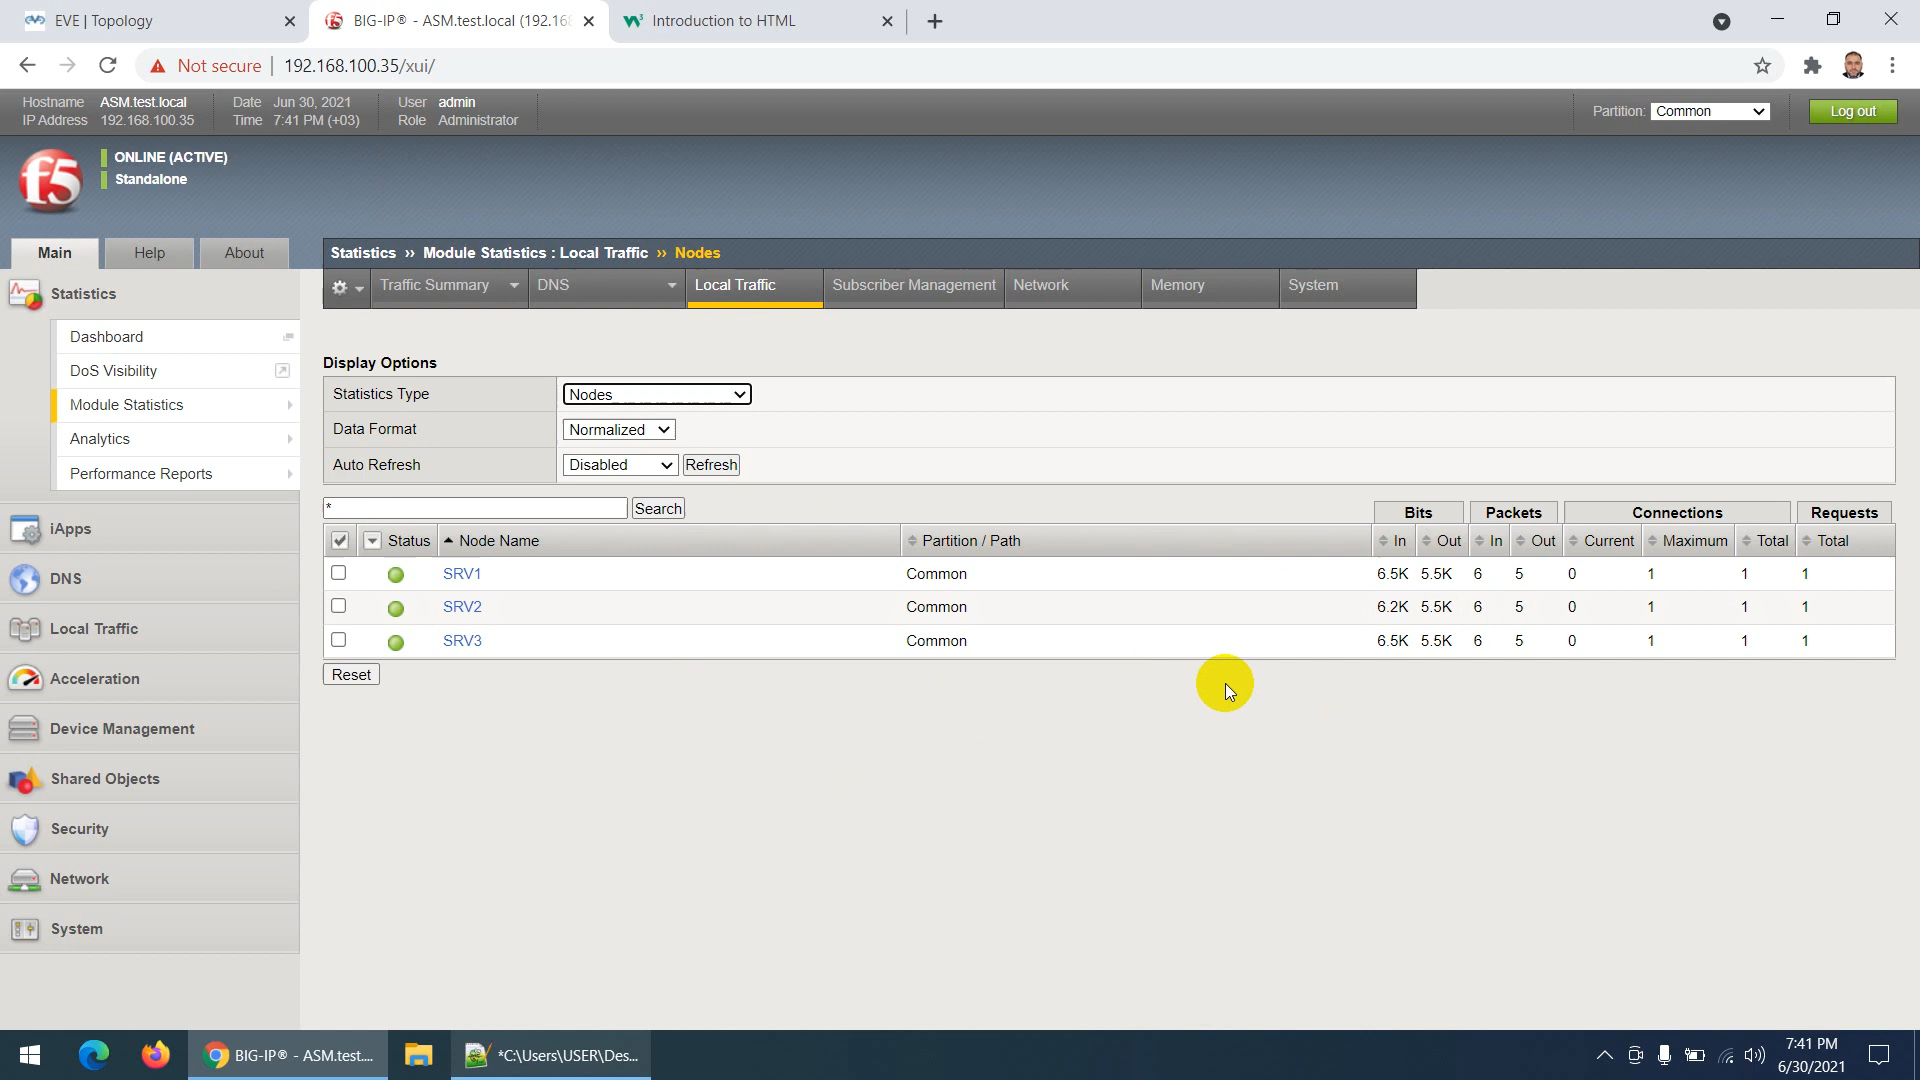 EVE | Topology
BIG-IP® - ASM.test.local (192.168
Introduction to HTML
Not secure
192.168.100.35/xui/
Hostname ASM.test.local
IP Address 192.168.100.35
Date Jun 30, 2021
Time 7:41 PM (+03)
User admin
Role Administrator
Partition: Common
Log out
f5
ONLINE (ACTIVE)
Standalone
Main Help About
Statistics
Dashboard
DoS Visibility
Module Statistics
Analytics
Performance Reports
iApps
DNS
Local Traffic
Acceleration
Device Management
Shared Objects
Security
Network
System
Statistics ›› Module Statistics : Local Traffic ›› Nodes
Traffic Summary DNS Local Traffic Subscriber Management Network Memory System
Display Options
Statistics Type Nodes
Data Format Normalized
Auto Refresh Disabled Refresh
* Search
Bits Packets Connections Requests
Status Node Name Partition / Path In Out In Out Current Maximum Total Total
SRV1 Common 6.5K 5.5K 6 5 0 1 1 1
SRV2 Common 6.2K 5.5K 6 5 0 1 1 1
SRV3 Common 6.5K 5.5K 6 5 0 1 1 1
Reset
BIG-IP® - ASM.test....
*C:\Users\USER\Des...
7:41 PM
6/30/2021